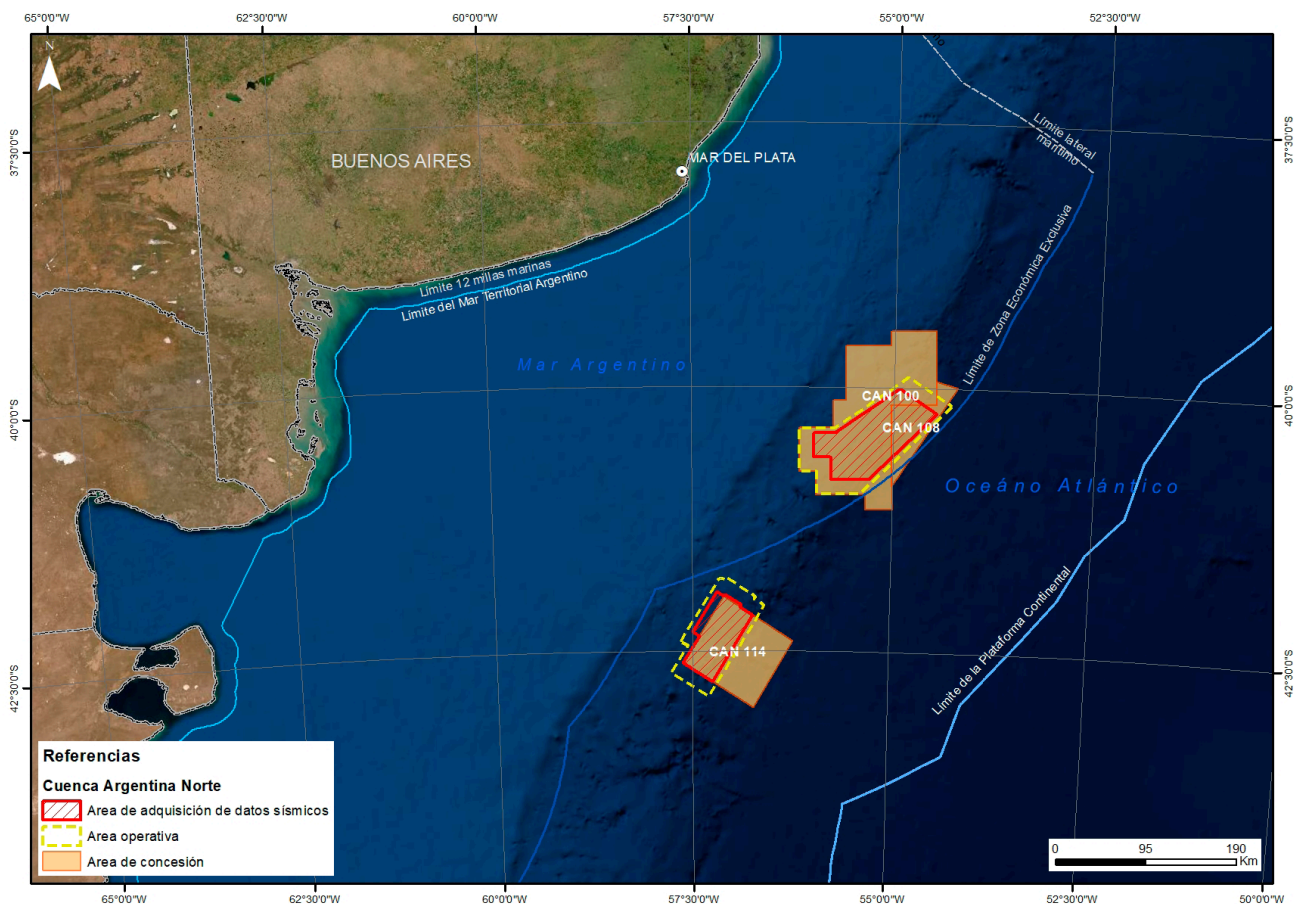 65°0'0"W 62°30'0"W 60°0'0"W 57°30'0"W 55°0'0"W 52°30'0"W
N
Límite lateral
marítimo
37°30'0"S 37°30'0"S
BUENOS AIRES
MAR DEL PLATA
Límite de Zona Económica Exclusiva
Límite 12 millas marinas
Límite del Mar Territorial Argentino
Mar Argentino
CAN 100
40°0'0"S 40°0'0"S
CAN 108
Oceáno Atlántico
Límite de la Plataforma Continental
CAN 114
42°30'0"S 42°30'0"S
Referencias
Cuenca Argentina Norte
Area de adquisición de datos sísmicos
Area operativa
Area de concesión
0 95 190
Km
65°0'0"W 62°30'0"W 60°0'0"W 57°30'0"W 55°0'0"W 52°30'0"W 50°0'0"W